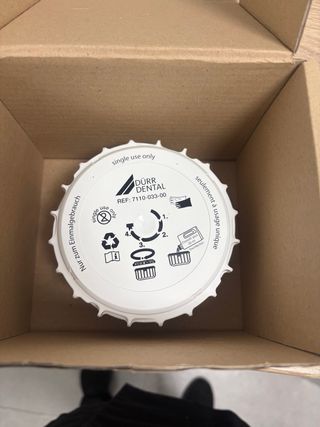 single use only
DÜRR
DENTAL
REF: 7110-033-00
Nur zum Einmalgebrauch
seulement à usage unique
single use only
1.
2.
3.
4.